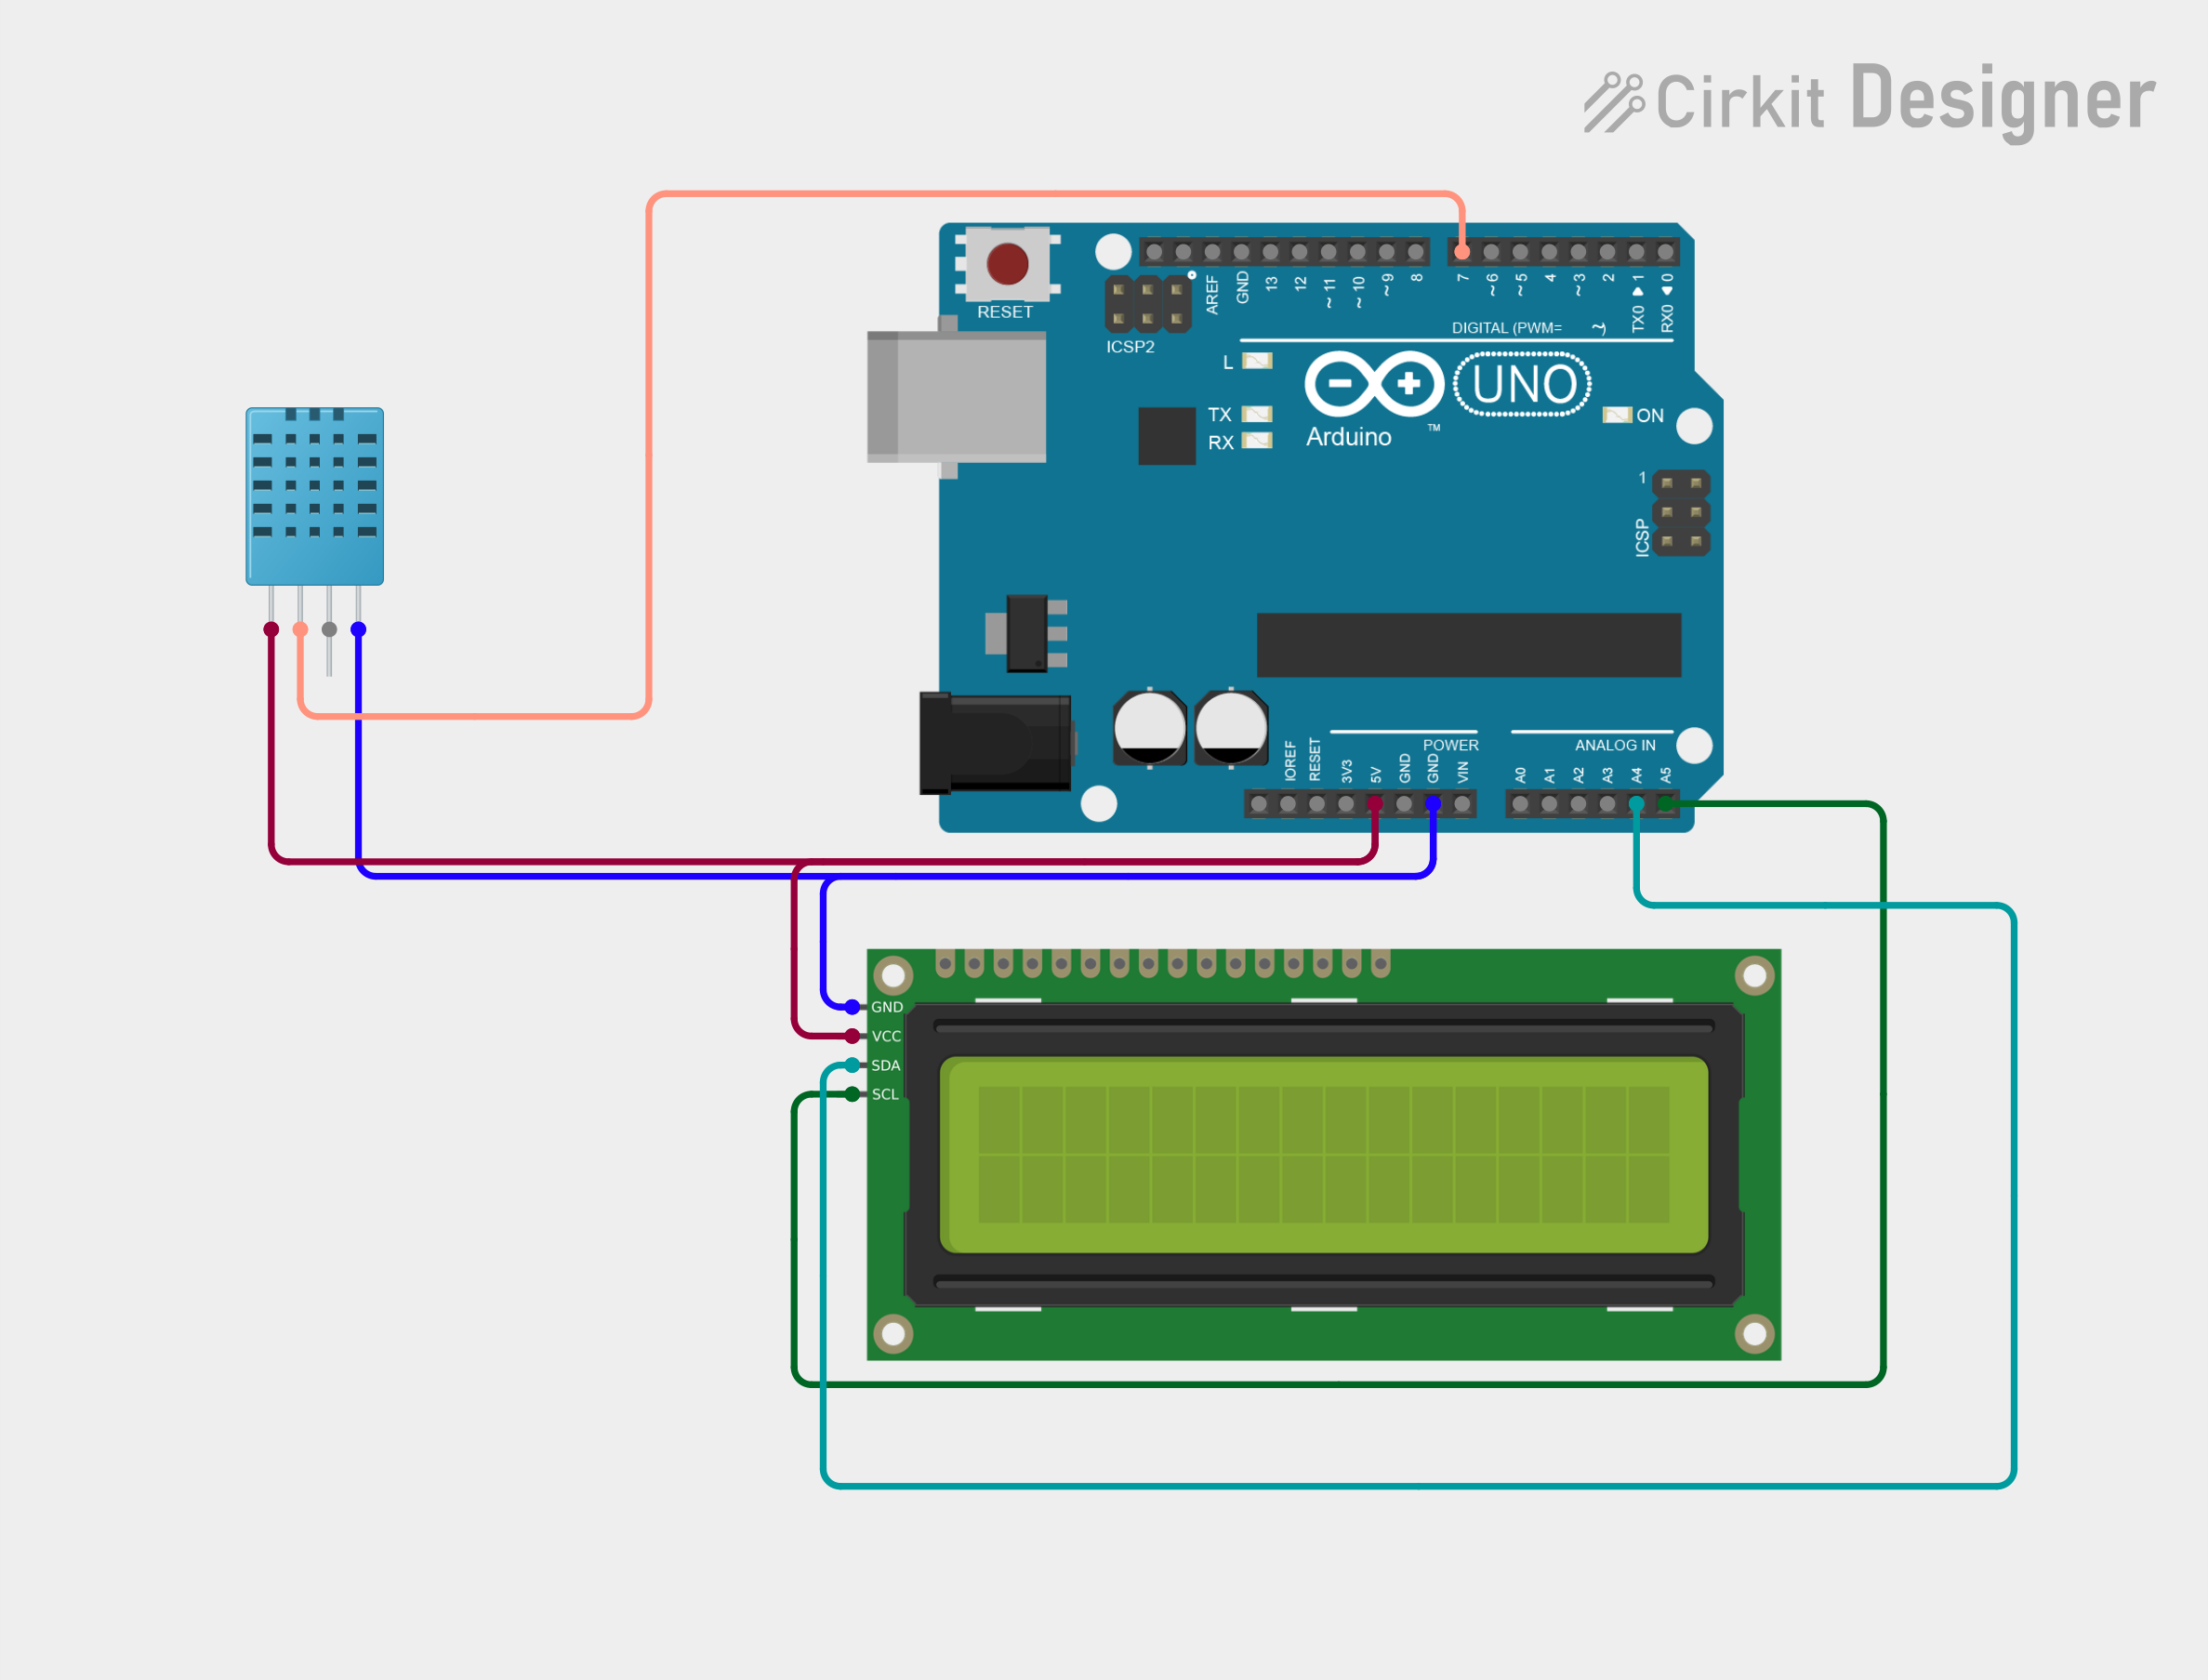 Cirkit Designer
RESET
ICSP2
AREF
GND
13
12
~ 11
~ 10
~ 9
8
7
~ 6
~ 5
4
~ 3
2
TX0 ▶ 1
RX0 ◀ 0
DIGITAL (PWM= ~)
L
TX
RX
Arduino ™
UNO
ON
1
ICSP
POWER
ANALOG IN
IOREF
RESET
3V3
5V
GND
GND
VIN
A0
A1
A2
A3
A4
A5
GND
VCC
SDA
SCL